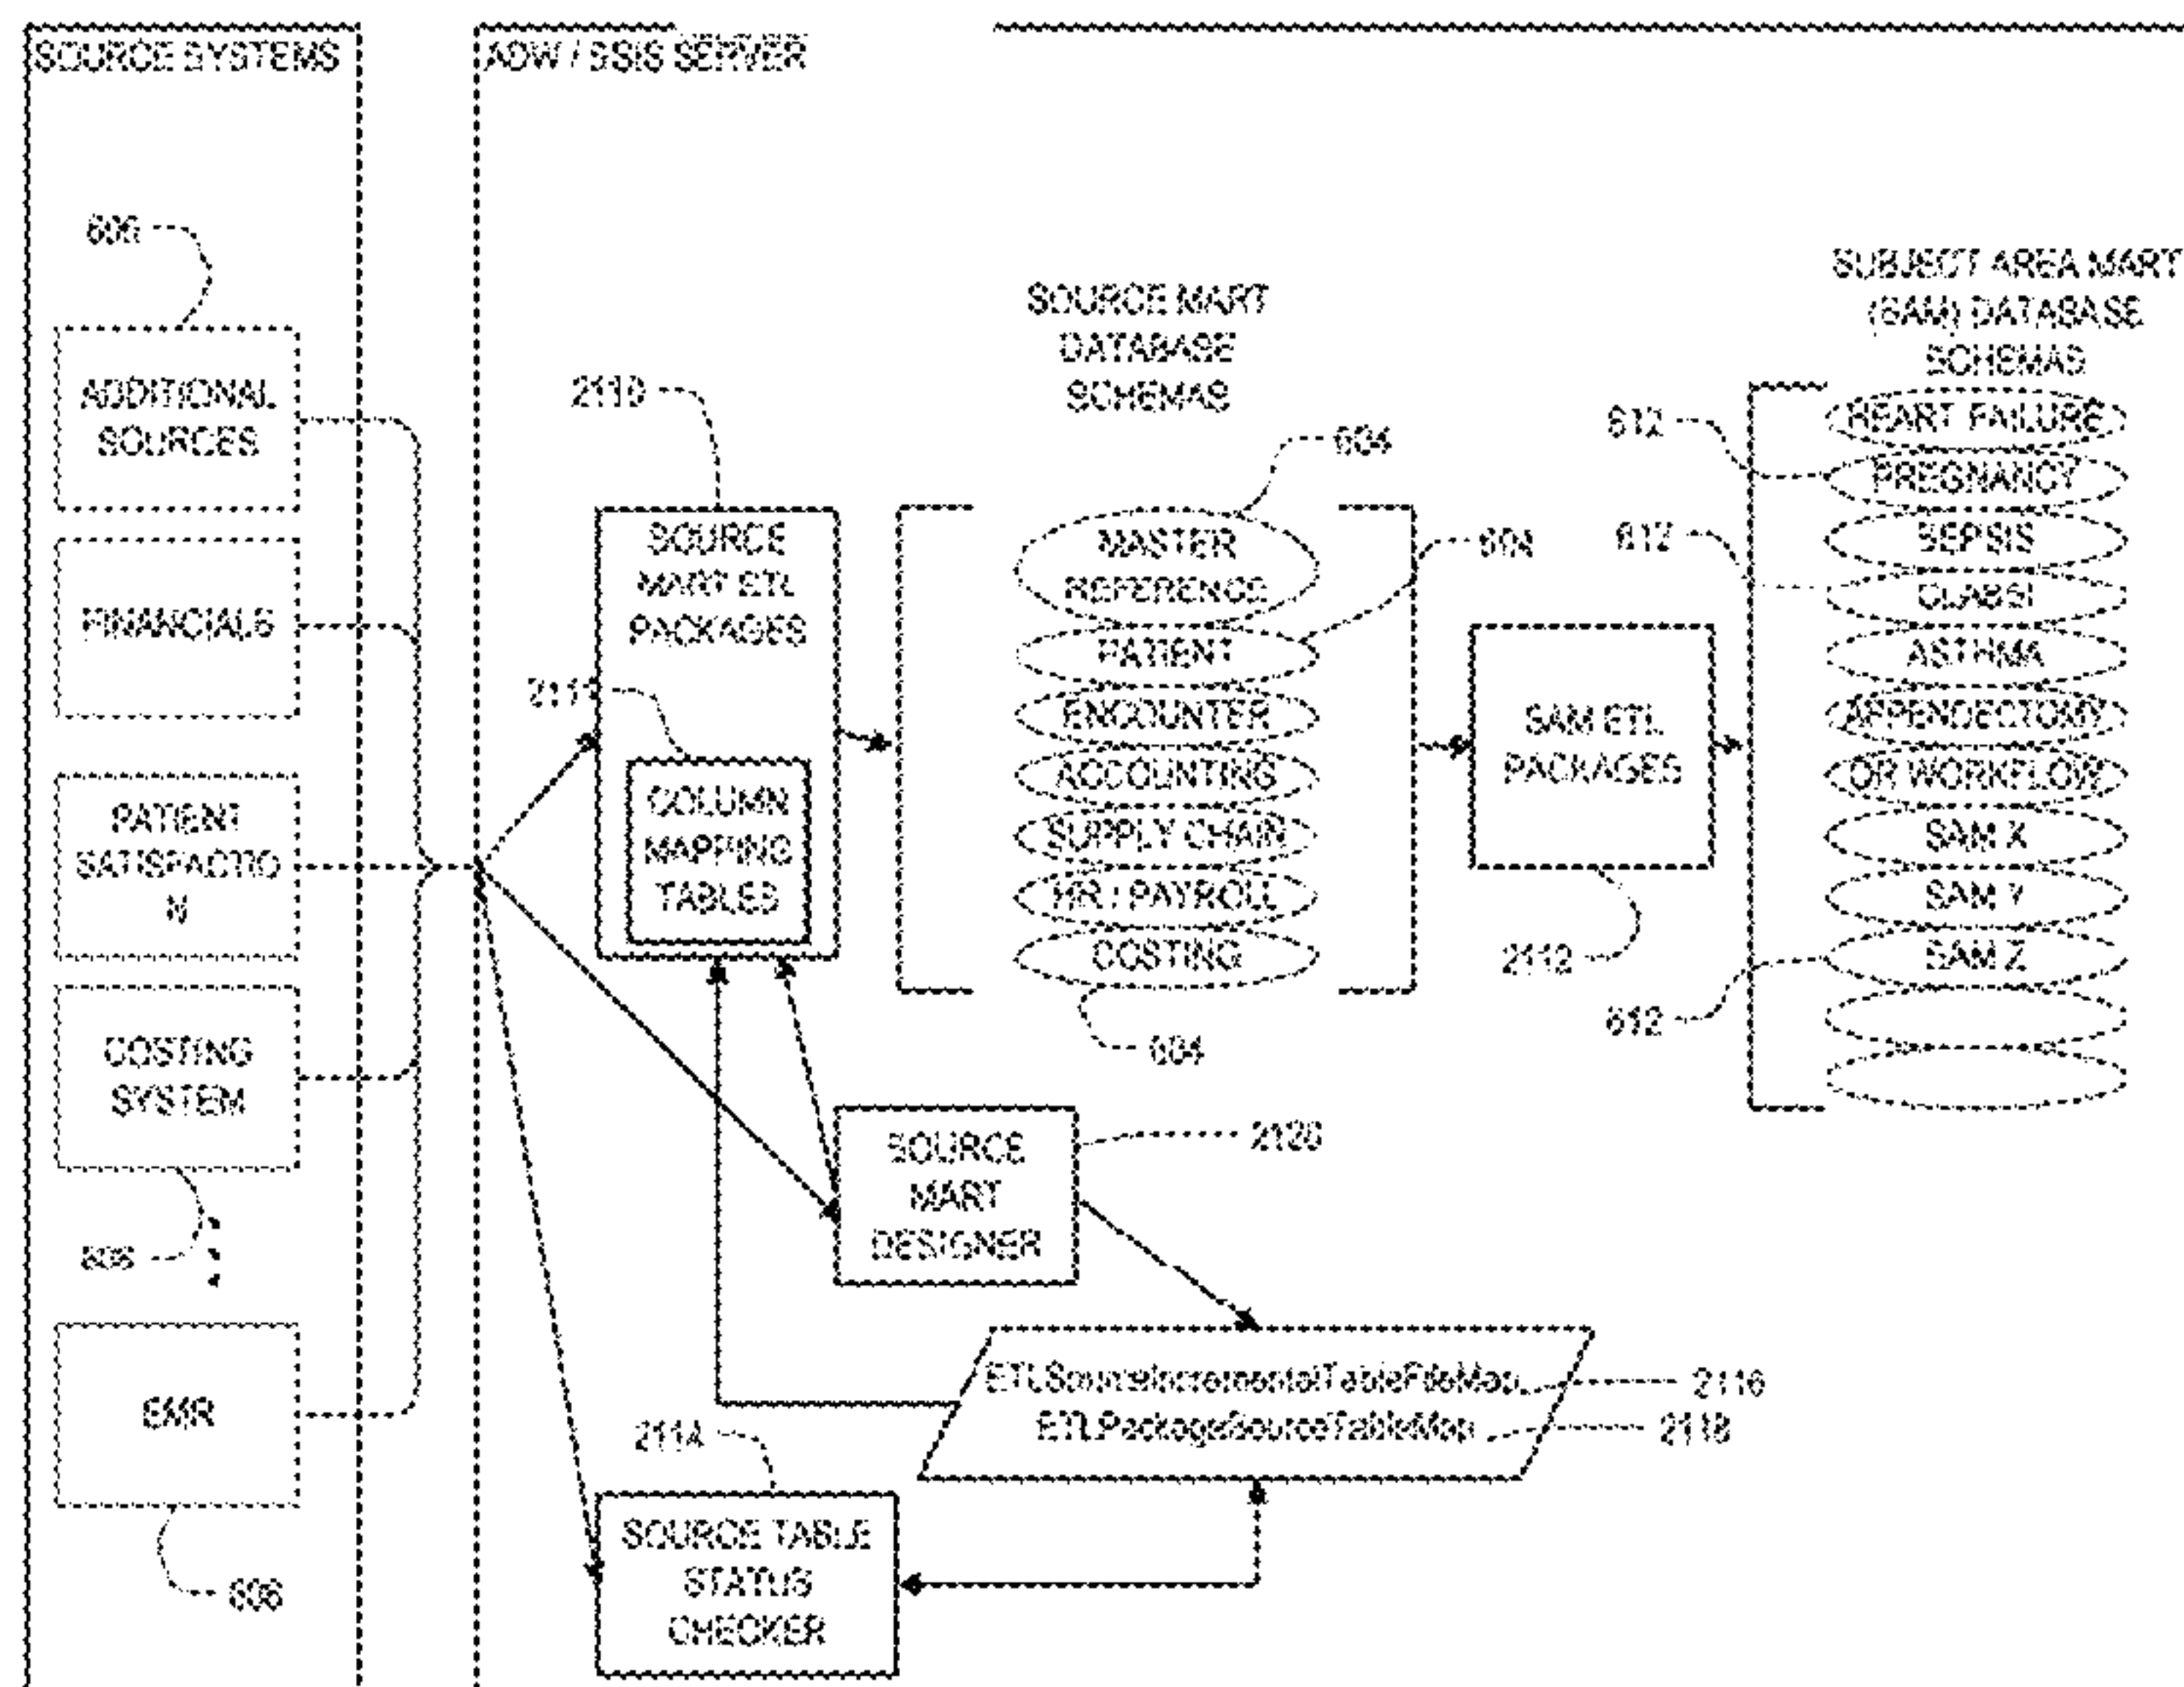 SOURCE SYSTEMS
ADW / SSIS SERVER
606
ADDITIONAL
SOURCES
FINANCIALS
PATIENT
SATISFACTIO
N
COSTING
SYSTEM
606
EMR
606
2110
SOURCE
MART ETL
PACKAGES
COLUMN
MAPPING
TABLES
SOURCE MART
DATABASE
SCHEMAS
604
604
MASTER
REFERENCE
PATIENT
ENCOUNTER
ACCOUNTING
SUPPLY CHAIN
HR / PAYROLL
COSTING
604
SAM ETL
PACKAGES
2112
SUBJECT AREA MART
(SAM) DATABASE
SCHEMAS
612
612
612
HEART FAILURE
PREGNANCY
SEPSIS
CLABSI
ASTHMA
APPENDECTOMY
OR WORKFLOW
SAM X
SAM Y
SAM Z
SOURCE
MART
DESIGNER
2120
ETLSourceIncrementalTableFileMap
2116
ETLPackageSourceTableMap
2118
2114
SOURCE TABLE
STATUS
CHECKER